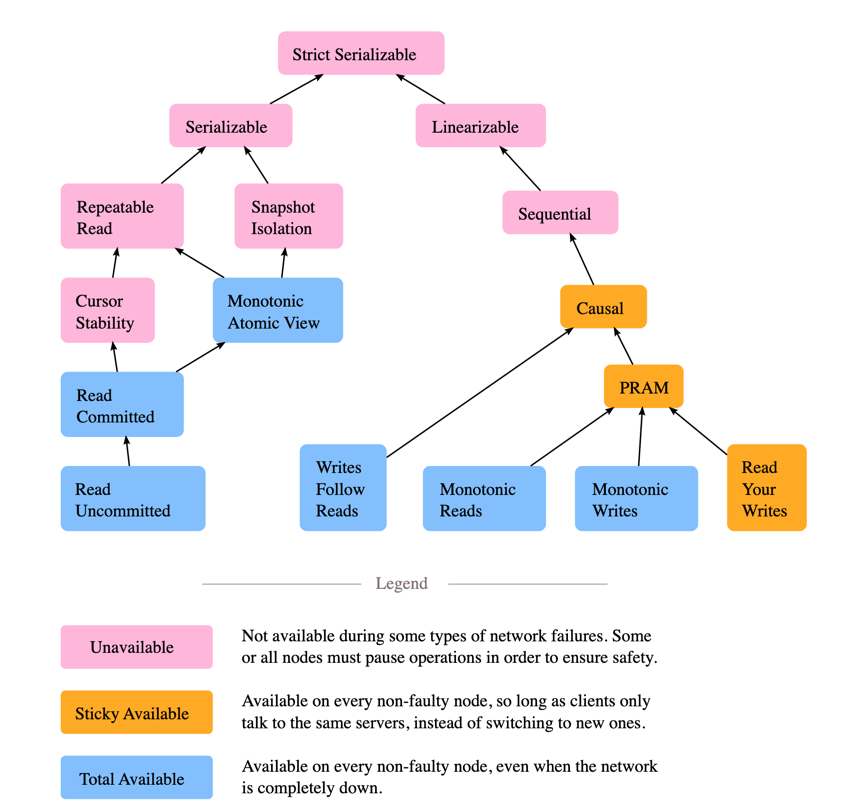 Strict Serializable
Serializable
Linearizable
Repeatable
Read
Snapshot
Isolation
Sequential
Cursor
Stability
Monotonic
Atomic View
Causal
Read
Committed
PRAM
Read
Uncommitted
Writes
Follow
Reads
Monotonic
Reads
Monotonic
Writes
Read
Your
Writes
Legend
Unavailable
Not available during some types of network failures. Some
or all nodes must pause operations in order to ensure safety.
Sticky Available
Available on every non-faulty node, so long as clients only
talk to the same servers, instead of switching to new ones.
Total Available
Available on every non-faulty node, even when the network
is completely down.